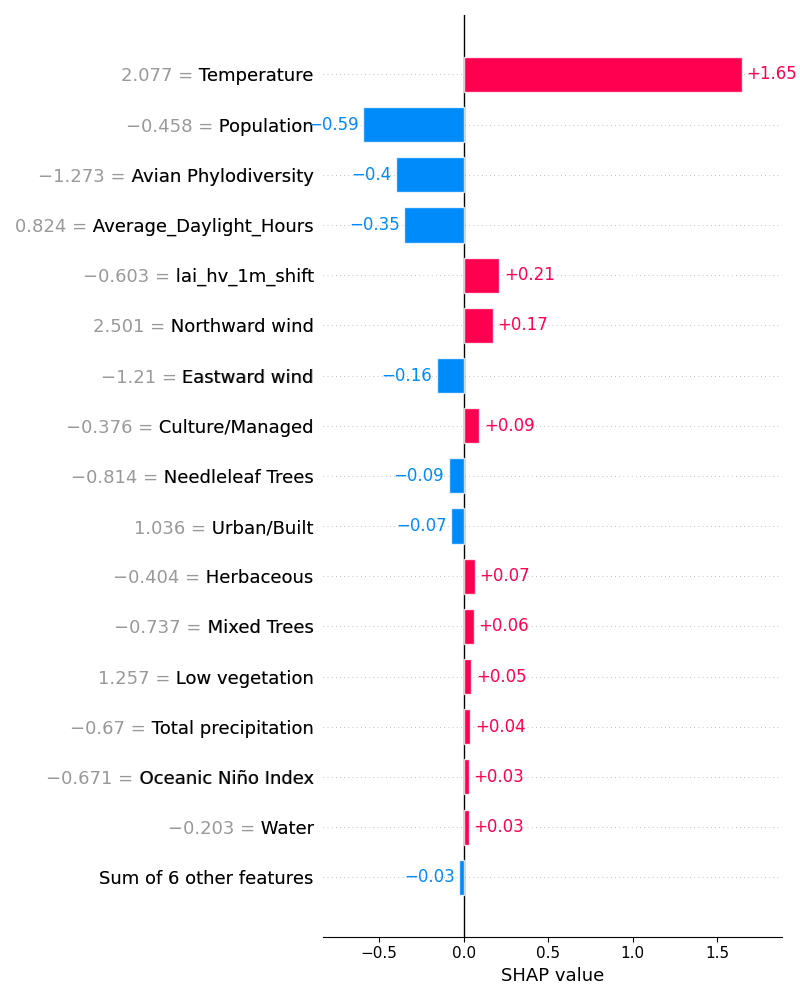 2.077 = Temperature +1.65
−0.458 = Population −0.59
−1.273 = Avian Phylodiversity −0.4
0.824 = Average_Daylight_Hours −0.35
−0.603 = lai_hv_1m_shift +0.21
2.501 = Northward wind +0.17
−1.21 = Eastward wind −0.16
−0.376 = Culture/Managed +0.09
−0.814 = Needleleaf Trees −0.09
1.036 = Urban/Built −0.07
−0.404 = Herbaceous +0.07
−0.737 = Mixed Trees +0.06
1.257 = Low vegetation +0.05
−0.67 = Total precipitation +0.04
−0.671 = Oceanic Niño Index +0.03
−0.203 = Water +0.03
Sum of 6 other features −0.03
−0.5 0.0 0.5 1.0 1.5
SHAP value